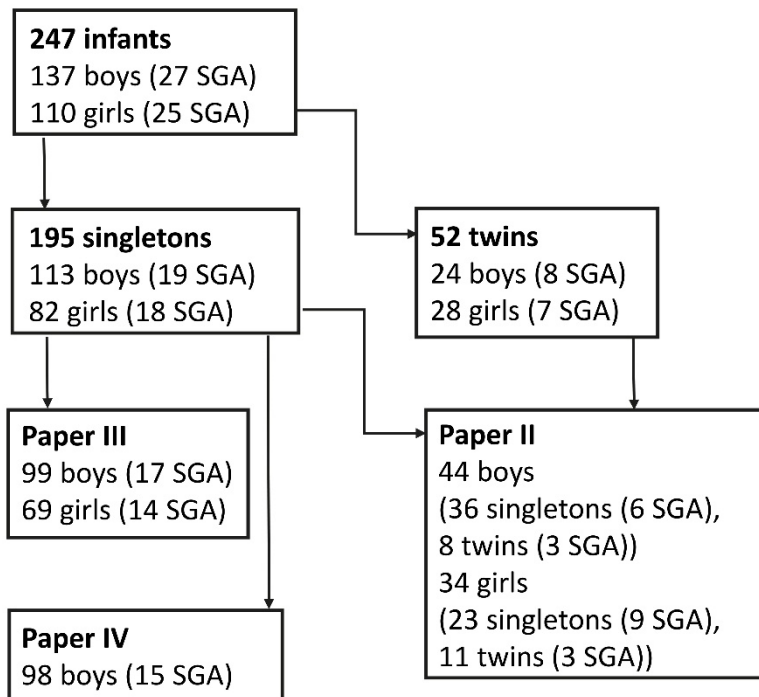 247 infants
137 boys (27 SGA)
110 girls (25 SGA)
195 singletons
113 boys (19 SGA)
82 girls (18 SGA)
52 twins
24 boys (8 SGA)
28 girls (7 SGA)
Paper III
99 boys (17 SGA)
69 girls (14 SGA)
Paper II
44 boys
(36 singletons (6 SGA),
8 twins (3 SGA))
34 girls
(23 singletons (9 SGA),
11 twins (3 SGA))
Paper IV
98 boys (15 SGA)